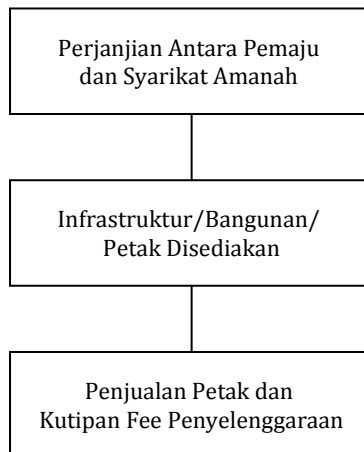 Perjanjian Antara Pemaju
dan Syarikat Amanah
Infrastruktur/Bangunan/
Petak Disediakan
Penjualan Petak dan
Kutipan Fee Penyelenggaraan